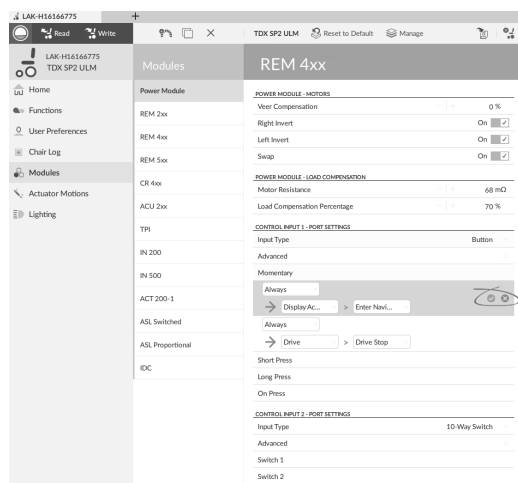 LAK-H16166775
+
Read
Write
TDX SP2 ULM
Reset to Default
Manage
LAK-H16166775
TDX SP2 ULM
Home
Functions
User Preferences
Chair Log
Modules
Actuator Motions
Lighting
Modules
Power Module
REM 2xx
REM 4xx
REM 5xx
CR 4xx
ACU 2xx
TPI
IN 200
IN 500
ACT 200-1
ASL Switched
ASL Proportional
IDC
REM 4xx
POWER MODULE - MOTORS
Veer Compensation - + 0 %
Right Invert On
Left Invert On
Swap On
POWER MODULE - LOAD COMPENSATION
Motor Resistance - + 68 mΩ
Load Compensation Percentage - + 70 %
CONTROL INPUT 1 - PORT SETTINGS
Input Type Button
Advanced
Momentary
Always
Display Ac... > Enter Navi...
Always
Drive > Drive Stop
Short Press
Long Press
On Press
CONTROL INPUT 2 - PORT SETTINGS
Input Type 10-Way Switch
Advanced
Switch 1
Switch 2